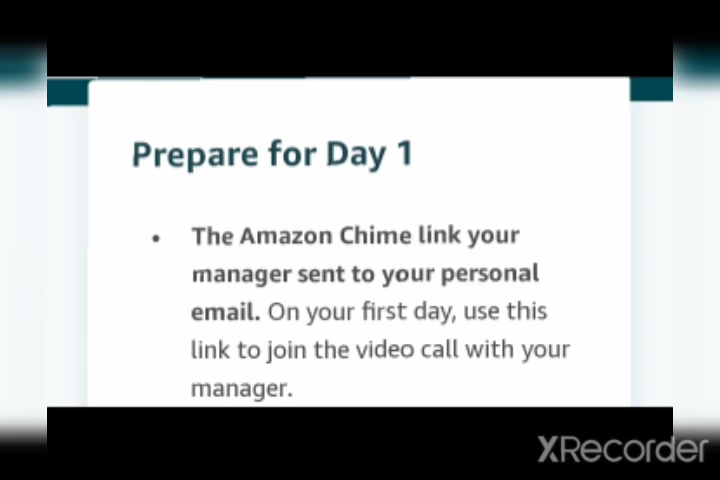 Prepare for Day 1
• The Amazon Chime link your
manager sent to your personal
email. On your first day, use this
link to join the video call with your
manager.
XRecorder